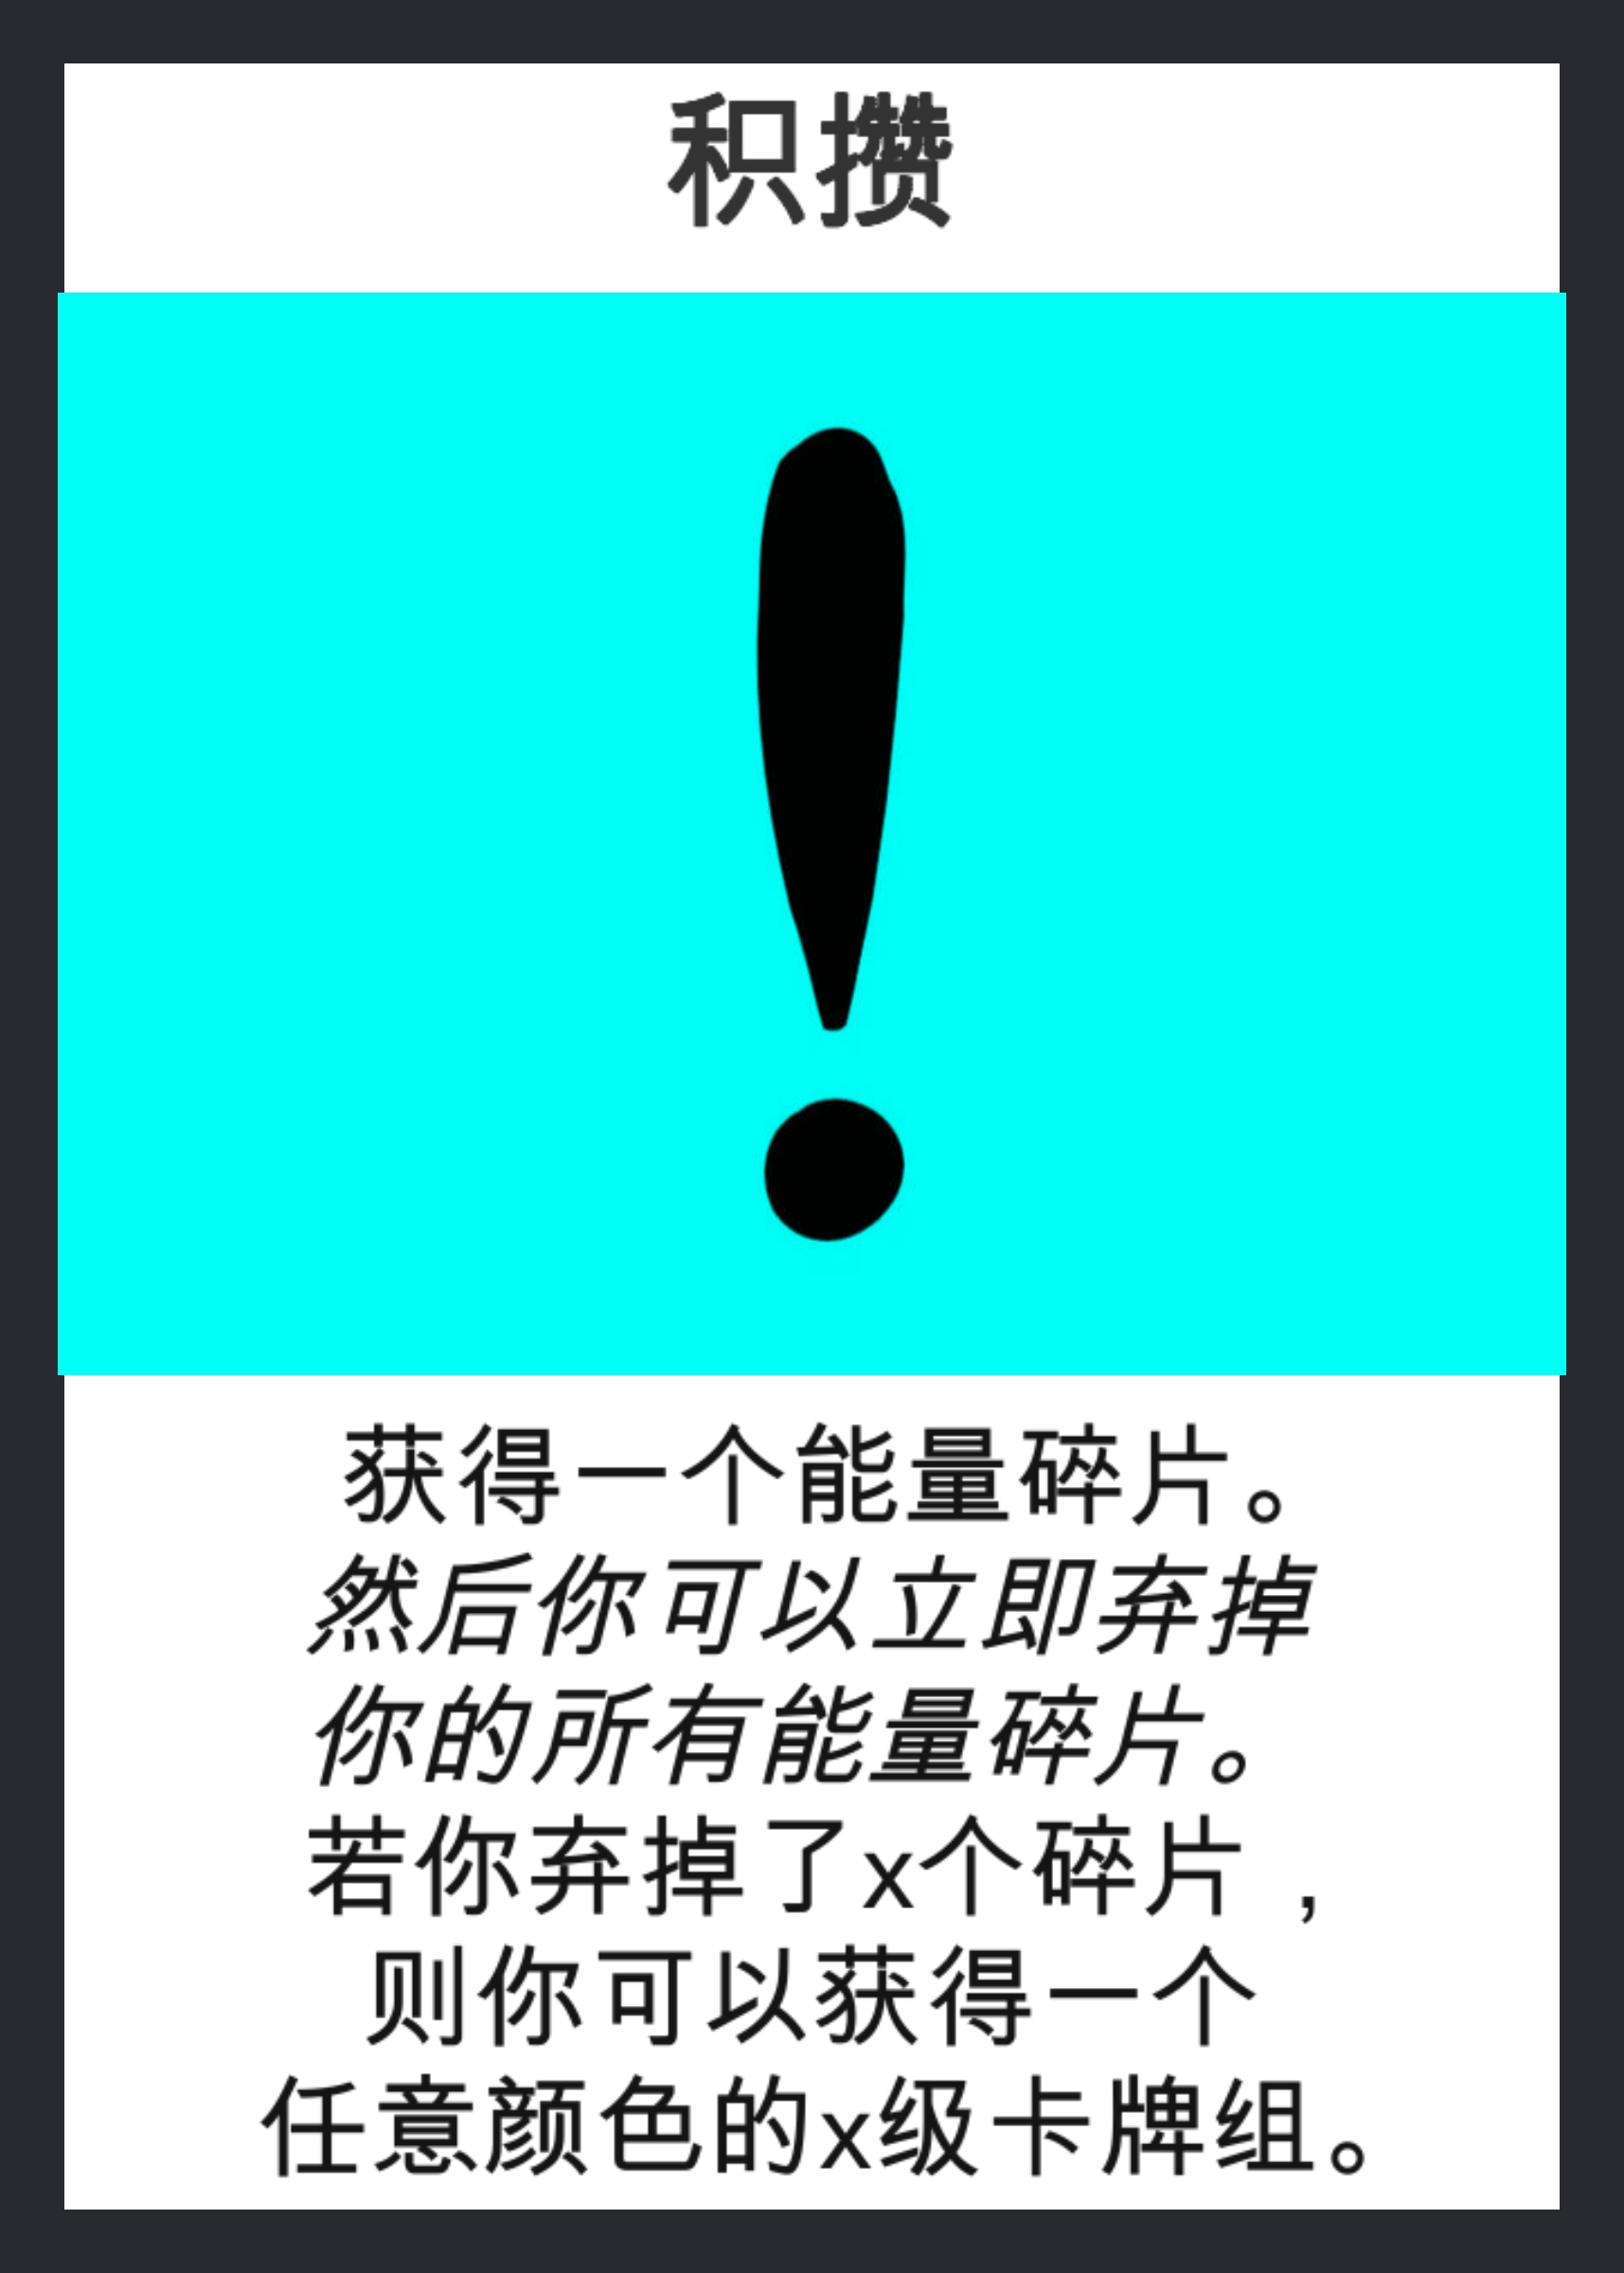 积攒
!
获得一个能量碎片。
然后你可以立即弃掉
你的所有能量碎片。
若你弃掉了x个碎片，
则你可以获得一个
任意颜色的x级卡牌组。